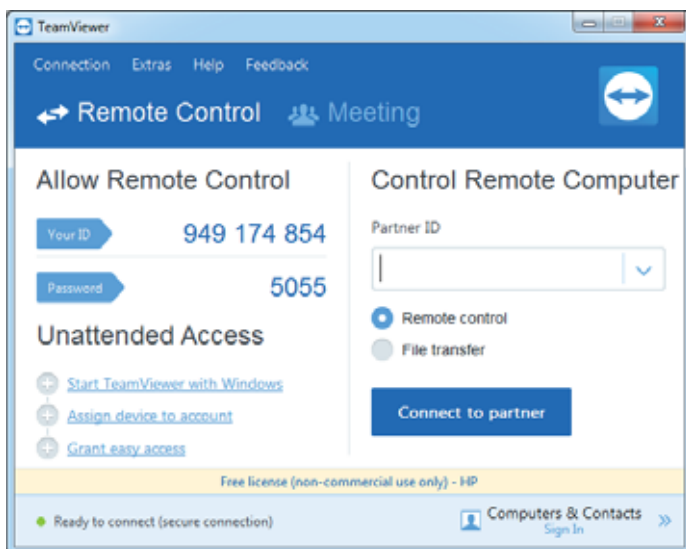 TeamViewer
Connection Extras Help Feedback
Remote Control Meeting
Allow Remote Control
Your ID 949 174 854
Password 5055
Unattended Access
Start TeamViewer with Windows
Assign device to account
Grant easy access
Control Remote Computer
Partner ID
Remote control
File transfer
Connect to partner
Free license (non-commercial use only) - HP
Ready to connect (secure connection)
Computers & Contacts
Sign In